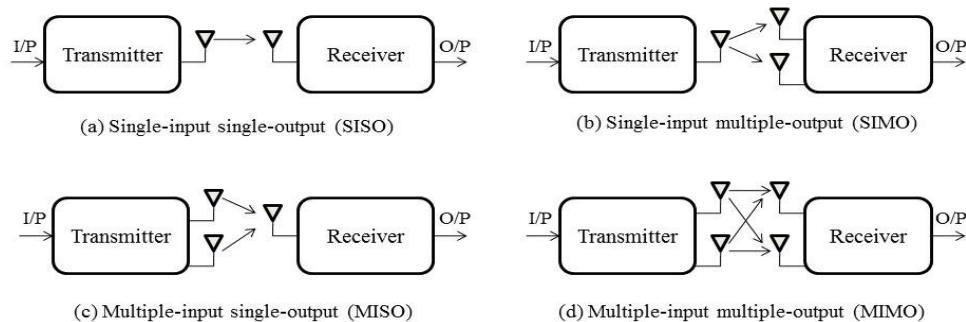 I/P
Transmitter
Receiver
O/P
(a) Single-input single-output (SISO)
I/P
Transmitter
Receiver
O/P
(b) Single-input multiple-output (SIMO)
I/P
Transmitter
Receiver
O/P
(c) Multiple-input single-output (MISO)
I/P
Transmitter
Receiver
O/P
(d) Multiple-input multiple-output (MIMO)